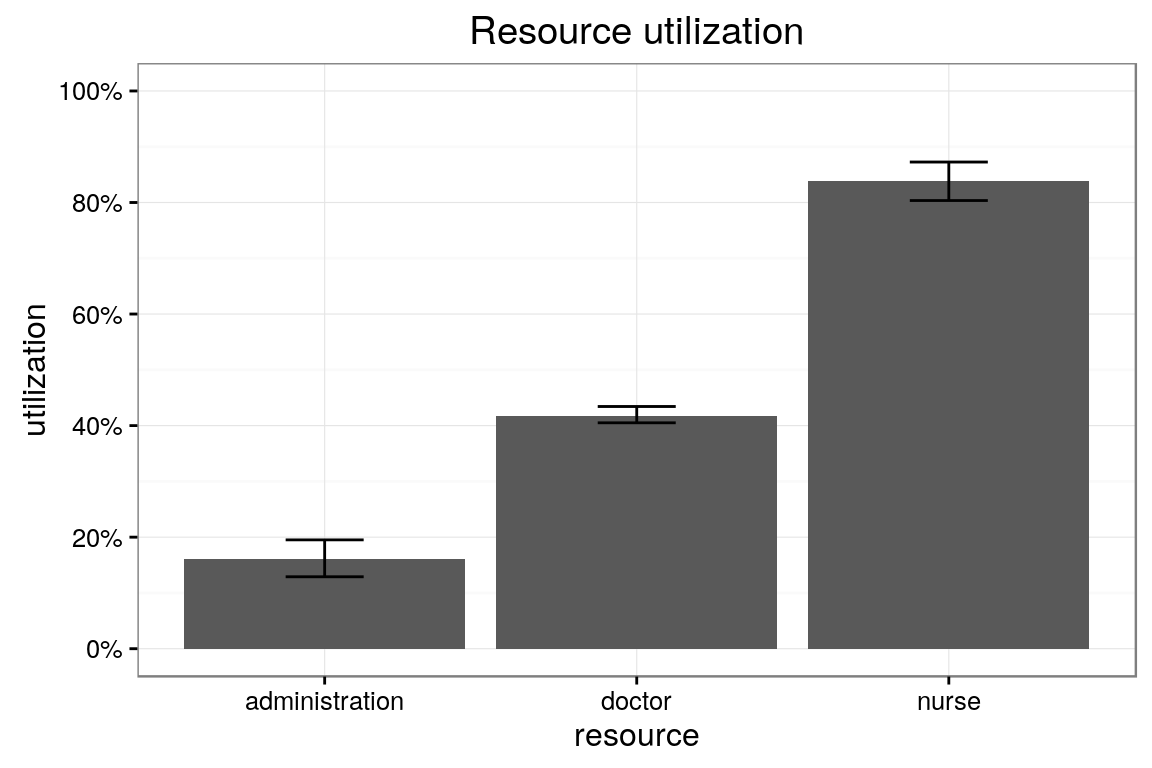 Resource utilization
100%
80%
60%
40%
20%
0%
utilization
administration
doctor
nurse
resource